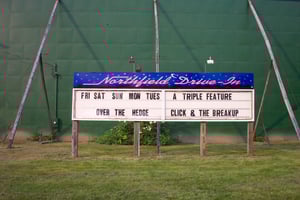 Northfield Drive-In
FRI SAT SUN MON TUES A TRIPLE FEATURE
OVER THE HEDGE CLICK & THE BREAKUP